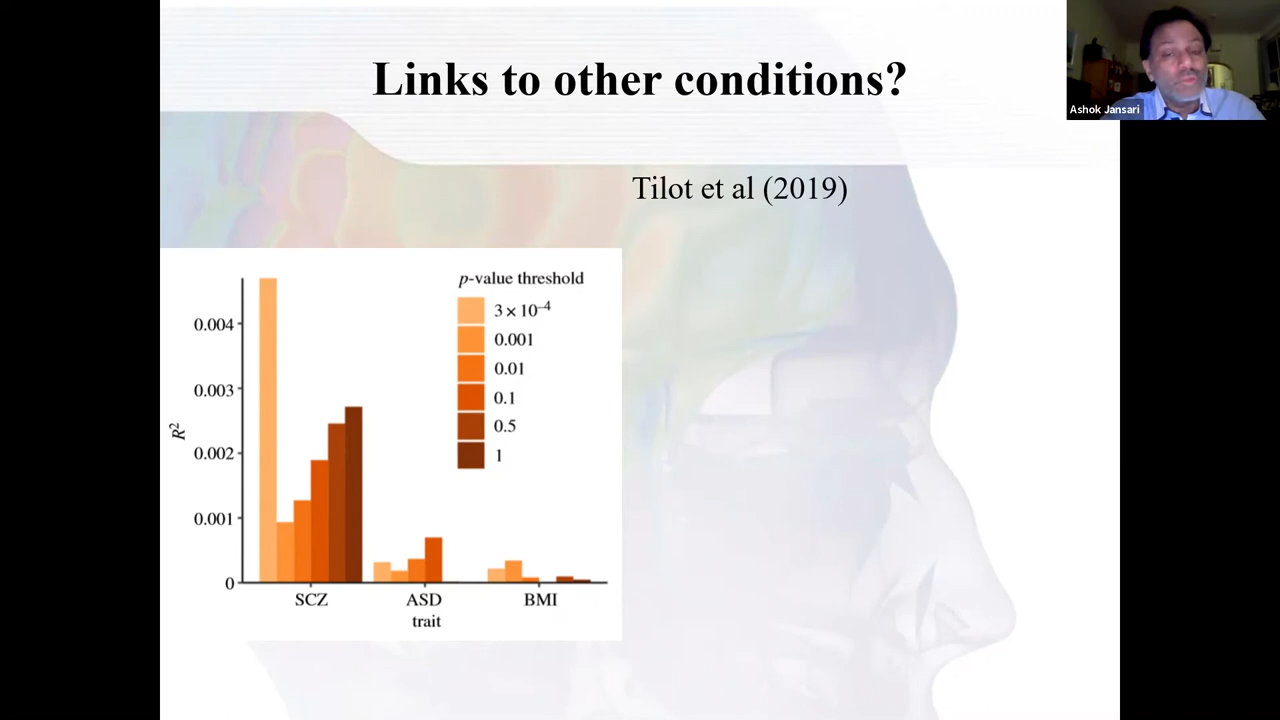 Links to other conditions?
Ashok Jansari
Tilot et al (2019)
p-value threshold
3 × 10⁻⁴
0.001
0.01
0.1
0.5
1
R²
0.004
0.003
0.002
0.001
0
SCZ ASD BMI
trait